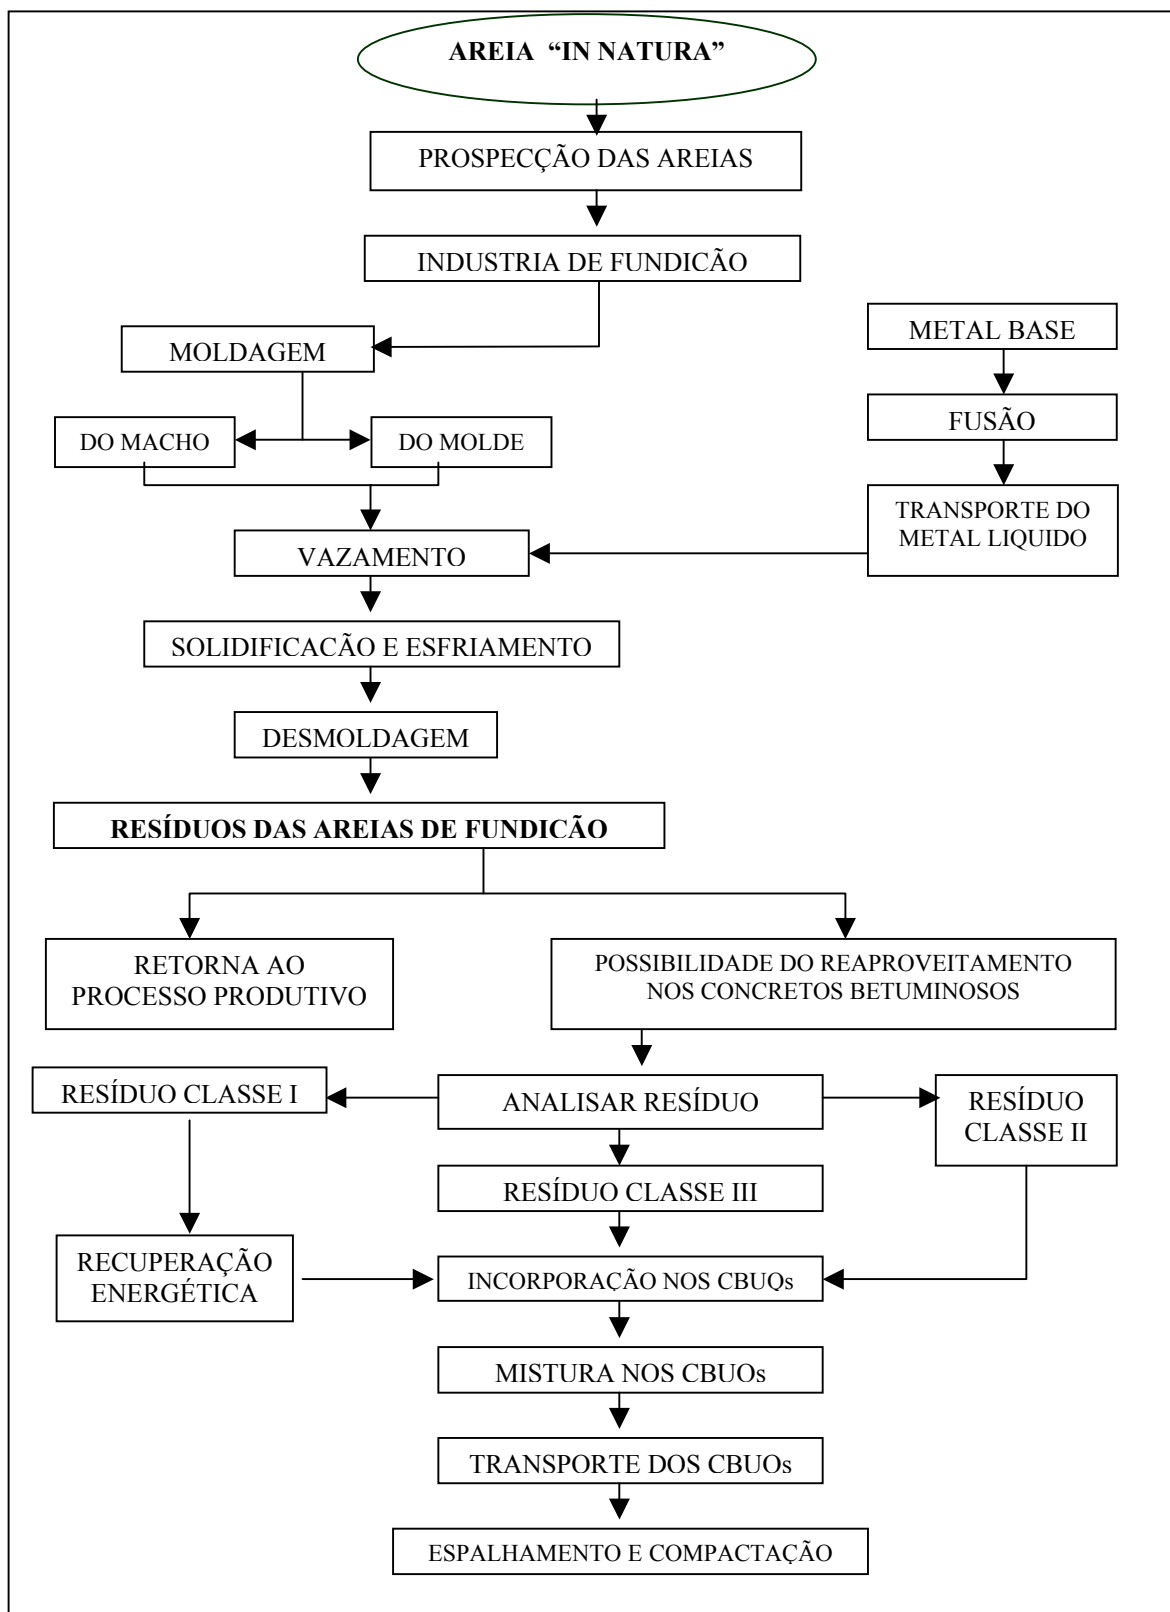 AREIA “IN NATURA”
PROSPECÇÃO DAS AREIAS
INDUSTRIA DE FUNDICÃO
MOLDAGEM
METAL BASE
FUSÃO
DO MACHO
DO MOLDE
TRANSPORTE DO
METAL LIQUIDO
VAZAMENTO
SOLIDIFICACÃO E ESFRIAMENTO
DESMOLDAGEM
RESÍDUOS DAS AREIAS DE FUNDICÃO
RETORNA AO
PROCESSO PRODUTIVO
POSSIBILIDADE DO REAPROVEITAMENTO
NOS CONCRETOS BETUMINOSOS
RESÍDUO CLASSE I
ANALISAR RESÍDUO
RESÍDUO
CLASSE II
RESÍDUO CLASSE III
RECUPERAÇÃO
ENERGÉTICA
INCORPORAÇÃO NOS CBUQs
MISTURA NOS CBUOs
TRANSPORTE DOS CBUOs
ESPALHAMENTO E COMPACTAÇÃO